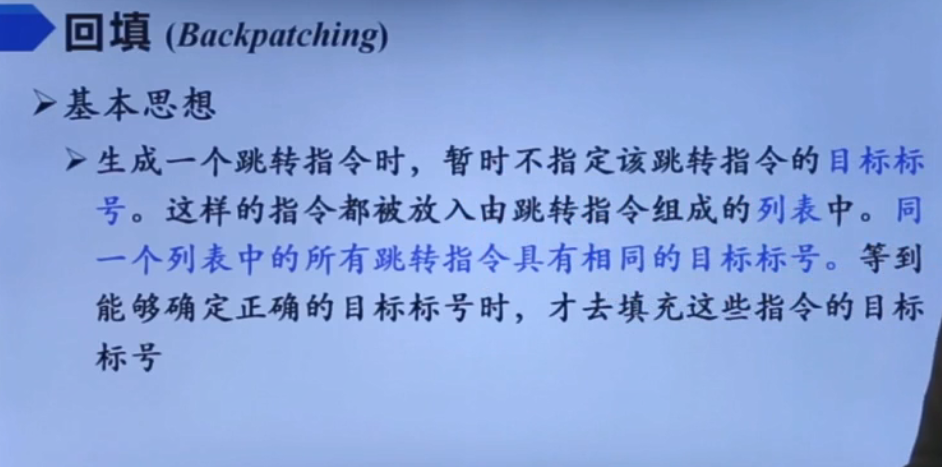 回填 (Backpatching)
➢基本思想
➢生成一个跳转指令时，暂时不指定该跳转指令的目标标
号。这样的指令都被放入由跳转指令组成的列表中。同
一个列表中的所有跳转指令具有相同的目标标号。等到
能够确定正确的目标标号时，才去填充这些指令的目标
标号